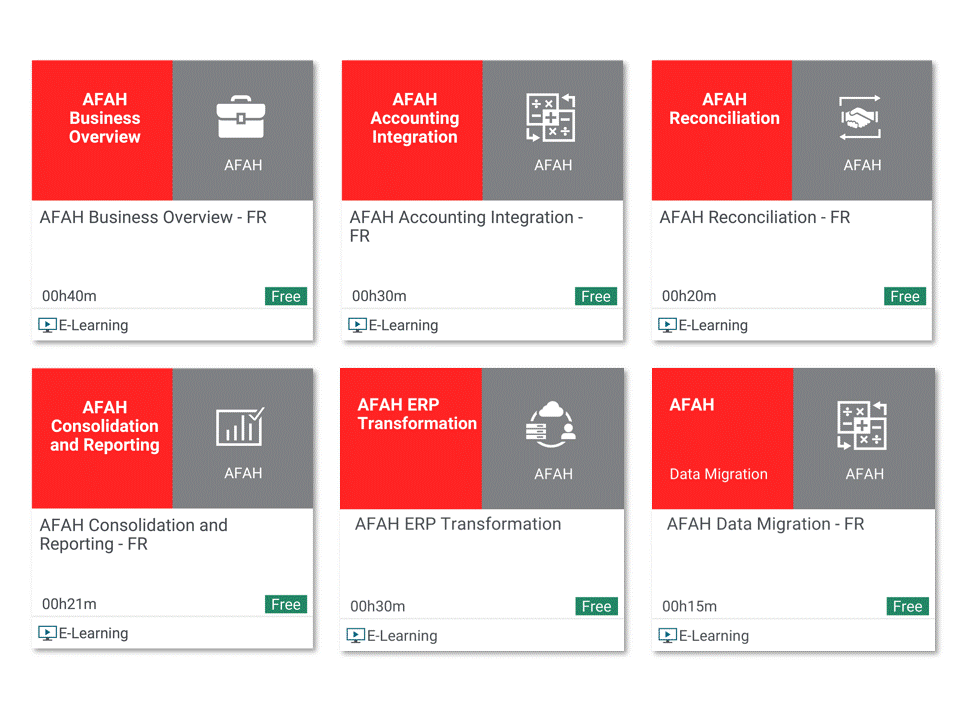 AFAH
Business
Overview
AFAH
AFAH Business Overview - FR
00h40m
Free
E-Learning
AFAH
Accounting
Integration
AFAH
AFAH Accounting Integration -
FR
00h30m
Free
E-Learning
AFAH
Reconciliation
AFAH
AFAH Reconciliation - FR
00h20m
Free
E-Learning
AFAH
Consolidation
and Reporting
AFAH
AFAH Consolidation and
Reporting - FR
00h21m
Free
E-Learning
AFAH ERP
Transformation
AFAH
AFAH ERP Transformation
00h30m
Free
E-Learning
AFAH
Data Migration
AFAH
AFAH Data Migration - FR
00h15m
Free
E-Learning